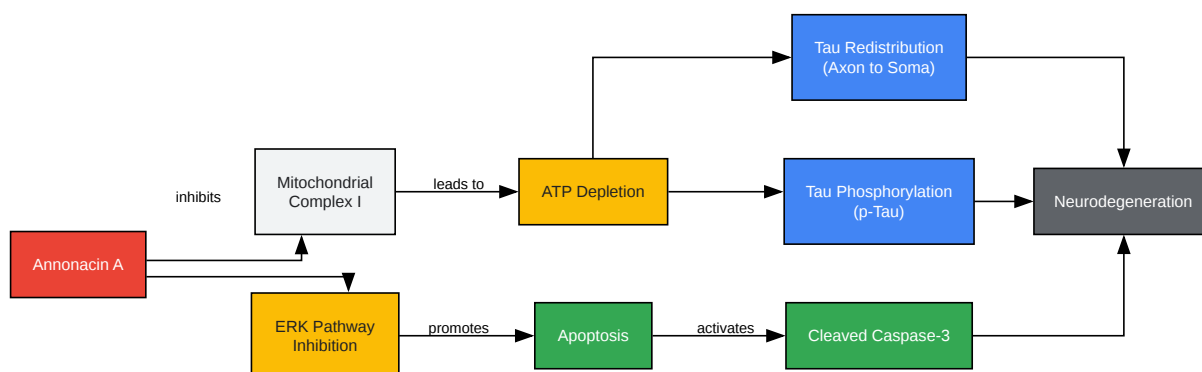 Tau Redistribution
(Axon to Soma)
inhibits
Mitochondrial
Complex I
leads to
ATP Depletion
Tau Phosphorylation
(p-Tau)
Neurodegeneration
Annonacin A
ERK Pathway
Inhibition
promotes
Apoptosis
activates
Cleaved Caspase-3